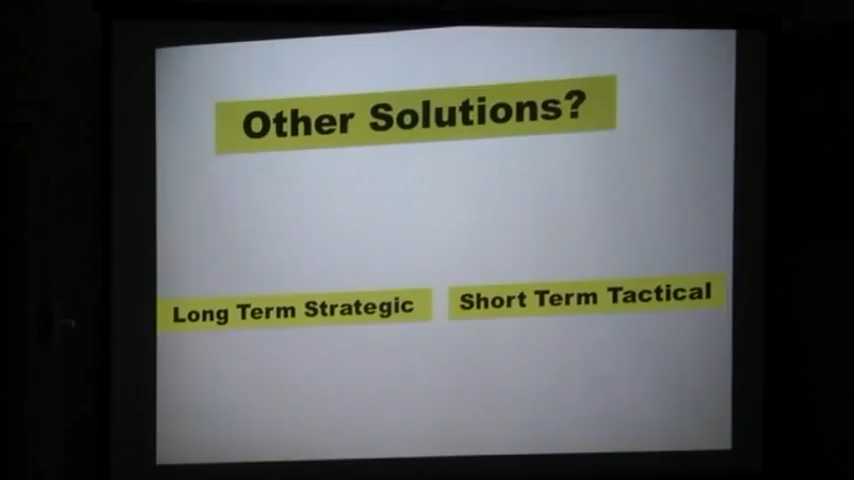 Other Solutions?
Long Term Strategic
Short Term Tactical